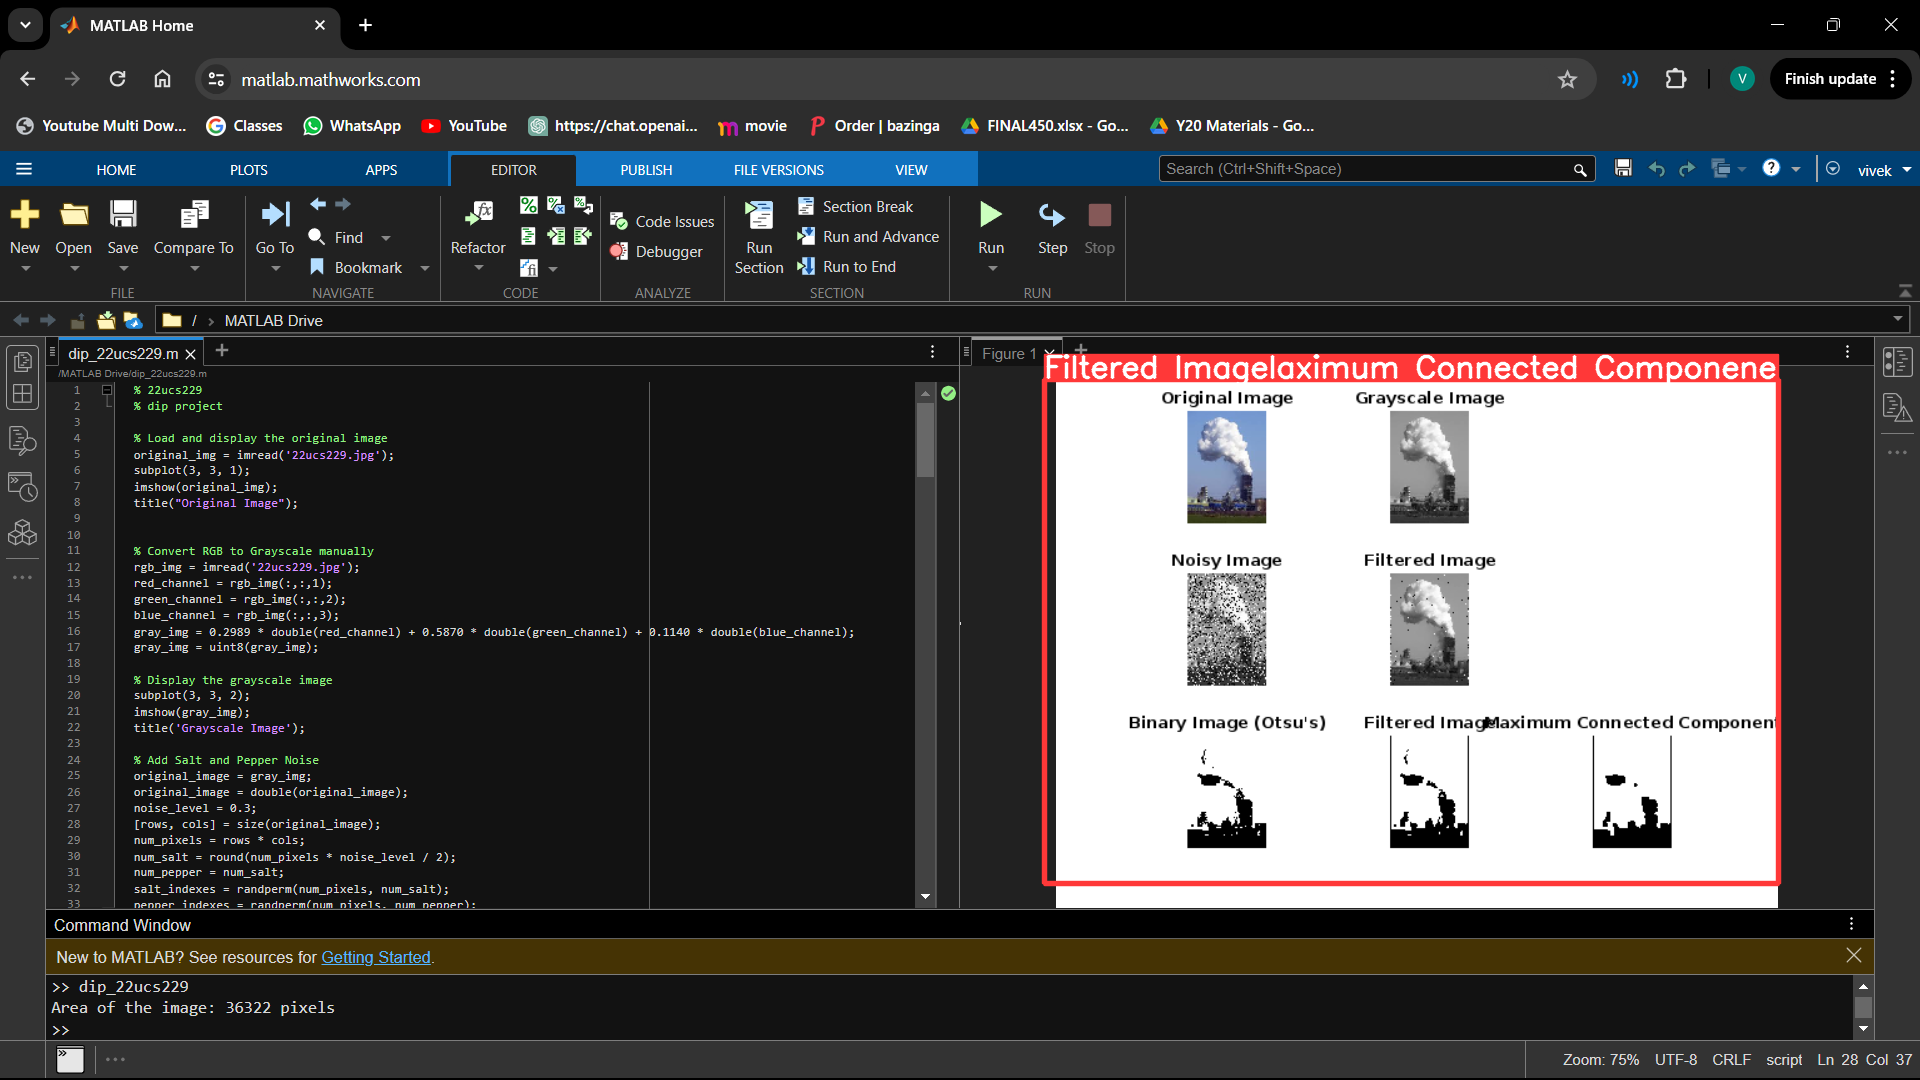 MATLAB Home
matlab.mathworks.com
V
Finish update
Youtube Multi Dow...
Classes
WhatsApp
YouTube
https://chat.openai...
movie
Order | bazinga
FINAL450.xlsx - Go...
Y20 Materials - Go...
HOME
PLOTS
APPS
EDITOR
PUBLISH
FILE VERSIONS
VIEW
Search (Ctrl+Shift+Space)
vivek
New
Open
Save
Compare To
FILE
Go To
Find
Bookmark
NAVIGATE
Refactor
CODE
Code Issues
Debugger
ANALYZE
Run Section
Section Break
Run and Advance
Run to End
SECTION
Run
Step
Stop
RUN
/ › MATLAB Drive
dip_22ucs229.m
/MATLAB Drive/dip_22ucs229.m
1 % 22ucs229
2 % dip project
3
4 % Load and display the original image
5 original_img = imread('22ucs229.jpg');
6 subplot(3, 3, 1);
7 imshow(original_img);
8 title("Original Image");
9
10
11 % Convert RGB to Grayscale manually
12 rgb_img = imread('22ucs229.jpg');
13 red_channel = rgb_img(:,:,1);
14 green_channel = rgb_img(:,:,2);
15 blue_channel = rgb_img(:,:,3);
16 gray_img = 0.2989 * double(red_channel) + 0.5870 * double(green_channel) + 0.1140 * double(blue_channel);
17 gray_img = uint8(gray_img);
18
19 % Display the grayscale image
20 subplot(3, 3, 2);
21 imshow(gray_img);
22 title('Grayscale Image');
23
24 % Add Salt and Pepper Noise
25 original_image = gray_img;
26 original_image = double(original_image);
27 noise_level = 0.3;
28 [rows, cols] = size(original_image);
29 num_pixels = rows * cols;
30 num_salt = round(num_pixels * noise_level / 2);
31 num_pepper = num_salt;
32 salt_indexes = randperm(num_pixels, num_salt);
33 pepper_indexes = randperm(num_pixels, num_pepper);
Figure 1
Filtered Imagelaximum Connected Componene
Original Image
Grayscale Image
Noisy Image
Filtered Image
Binary Image (Otsu's)
Filtered Image
Maximum Connected Component
Command Window
New to MATLAB? See resources for Getting Started.
>> dip_22ucs229
Area of the image: 36322 pixels
>>
Zoom: 75%
UTF-8
CRLF
script
Ln 28 Col 37